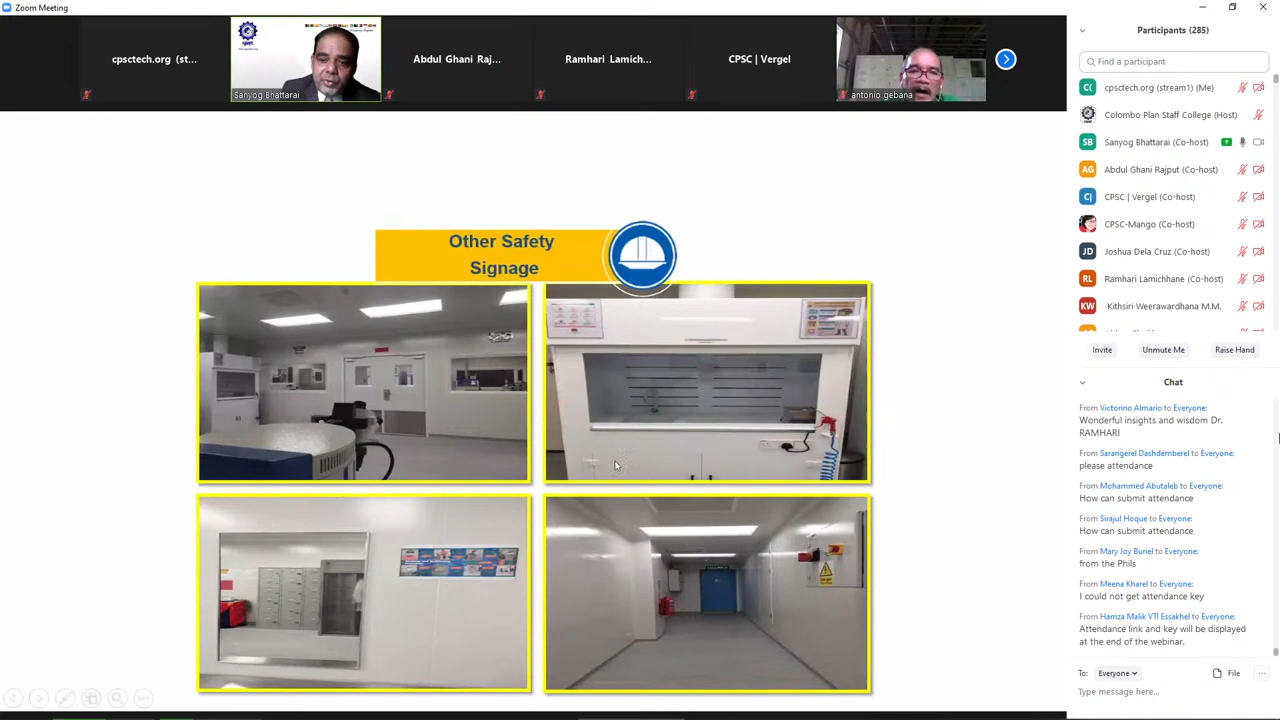 Zoom Meeting
cpsctech.org (st...
Sanyog Bhattarai
Abdul Ghani Raj...
Ramhari Lamich...
CPSC | Vergel
antonio gebana
Other Safety
Signage
Participants (285)
Find a participant
C( cpsctech.org (stream1) (Me)
Colombo Plan Staff College (Host)
SB Sanyog Bhattarai (Co-host)
AG Abdul Ghani Rajput (Co-host)
C| CPSC | Vergel (Co-host)
CPSC-Mango (Co-host)
JD Joshua Dela Cruz (Co-host)
RL Ramhari Lamichhane (Co-host)
KW Kithsiri Weerawardhana M.M.
Invite Unmute Me Raise Hand
Chat
From Victorino Almario to Everyone:
Wonderful insights and wisdom Dr.
RAMHARI
From Sarangerel Dashdemberel to Everyone:
please attendance
From Mohammed Abutaleb to Everyone:
How can submit attendance
From Sirajul Hoque to Everyone:
How can submit attendance
From Mary Joy Buriel to Everyone:
from the Phils
From Meena Kharel to Everyone:
I could not get attendance key
From Hamza Malik VTI Essakhel to Everyone:
Attendance link and key will be displayed
at the end of the webinar.
To: Everyone File
Type message here...